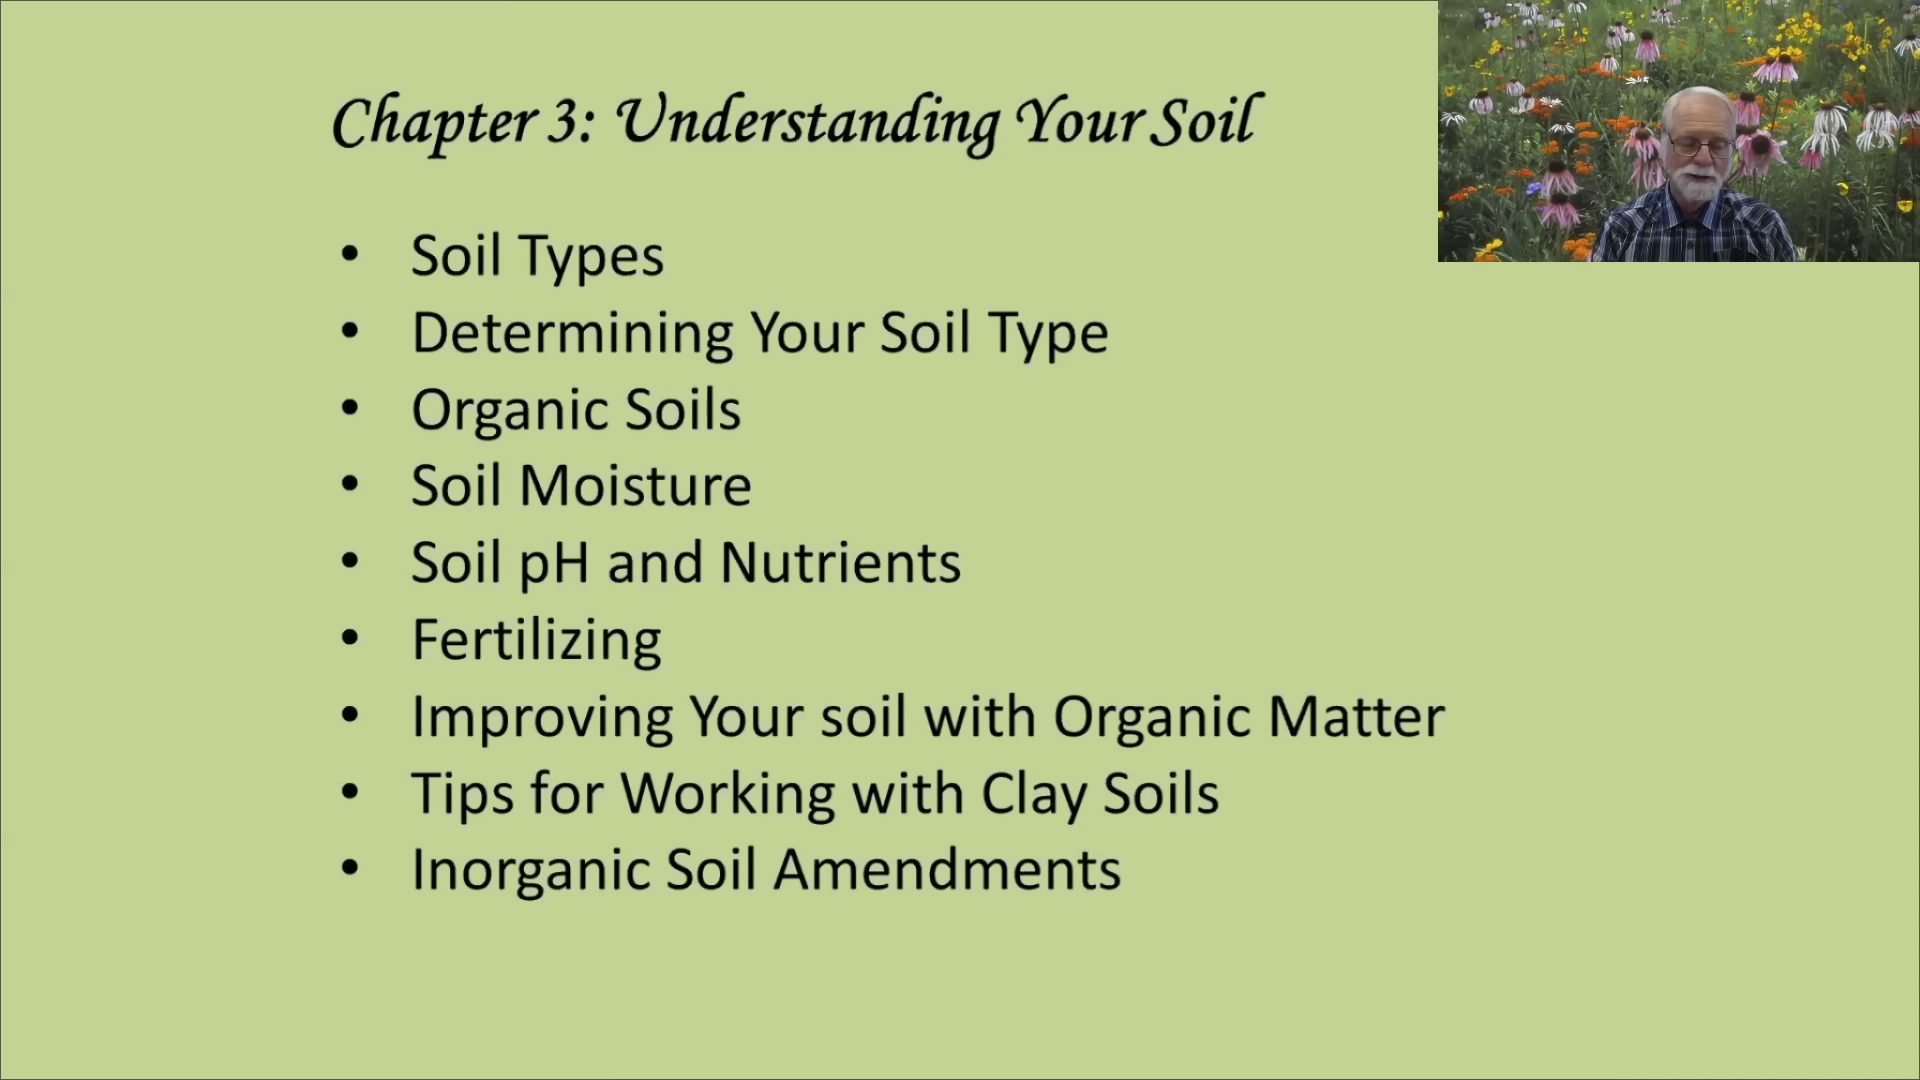 Chapter 3: Understanding Your Soil
• Soil Types
• Determining Your Soil Type
• Organic Soils
• Soil Moisture
• Soil pH and Nutrients
• Fertilizing
• Improving Your soil with Organic Matter
• Tips for Working with Clay Soils
• Inorganic Soil Amendments